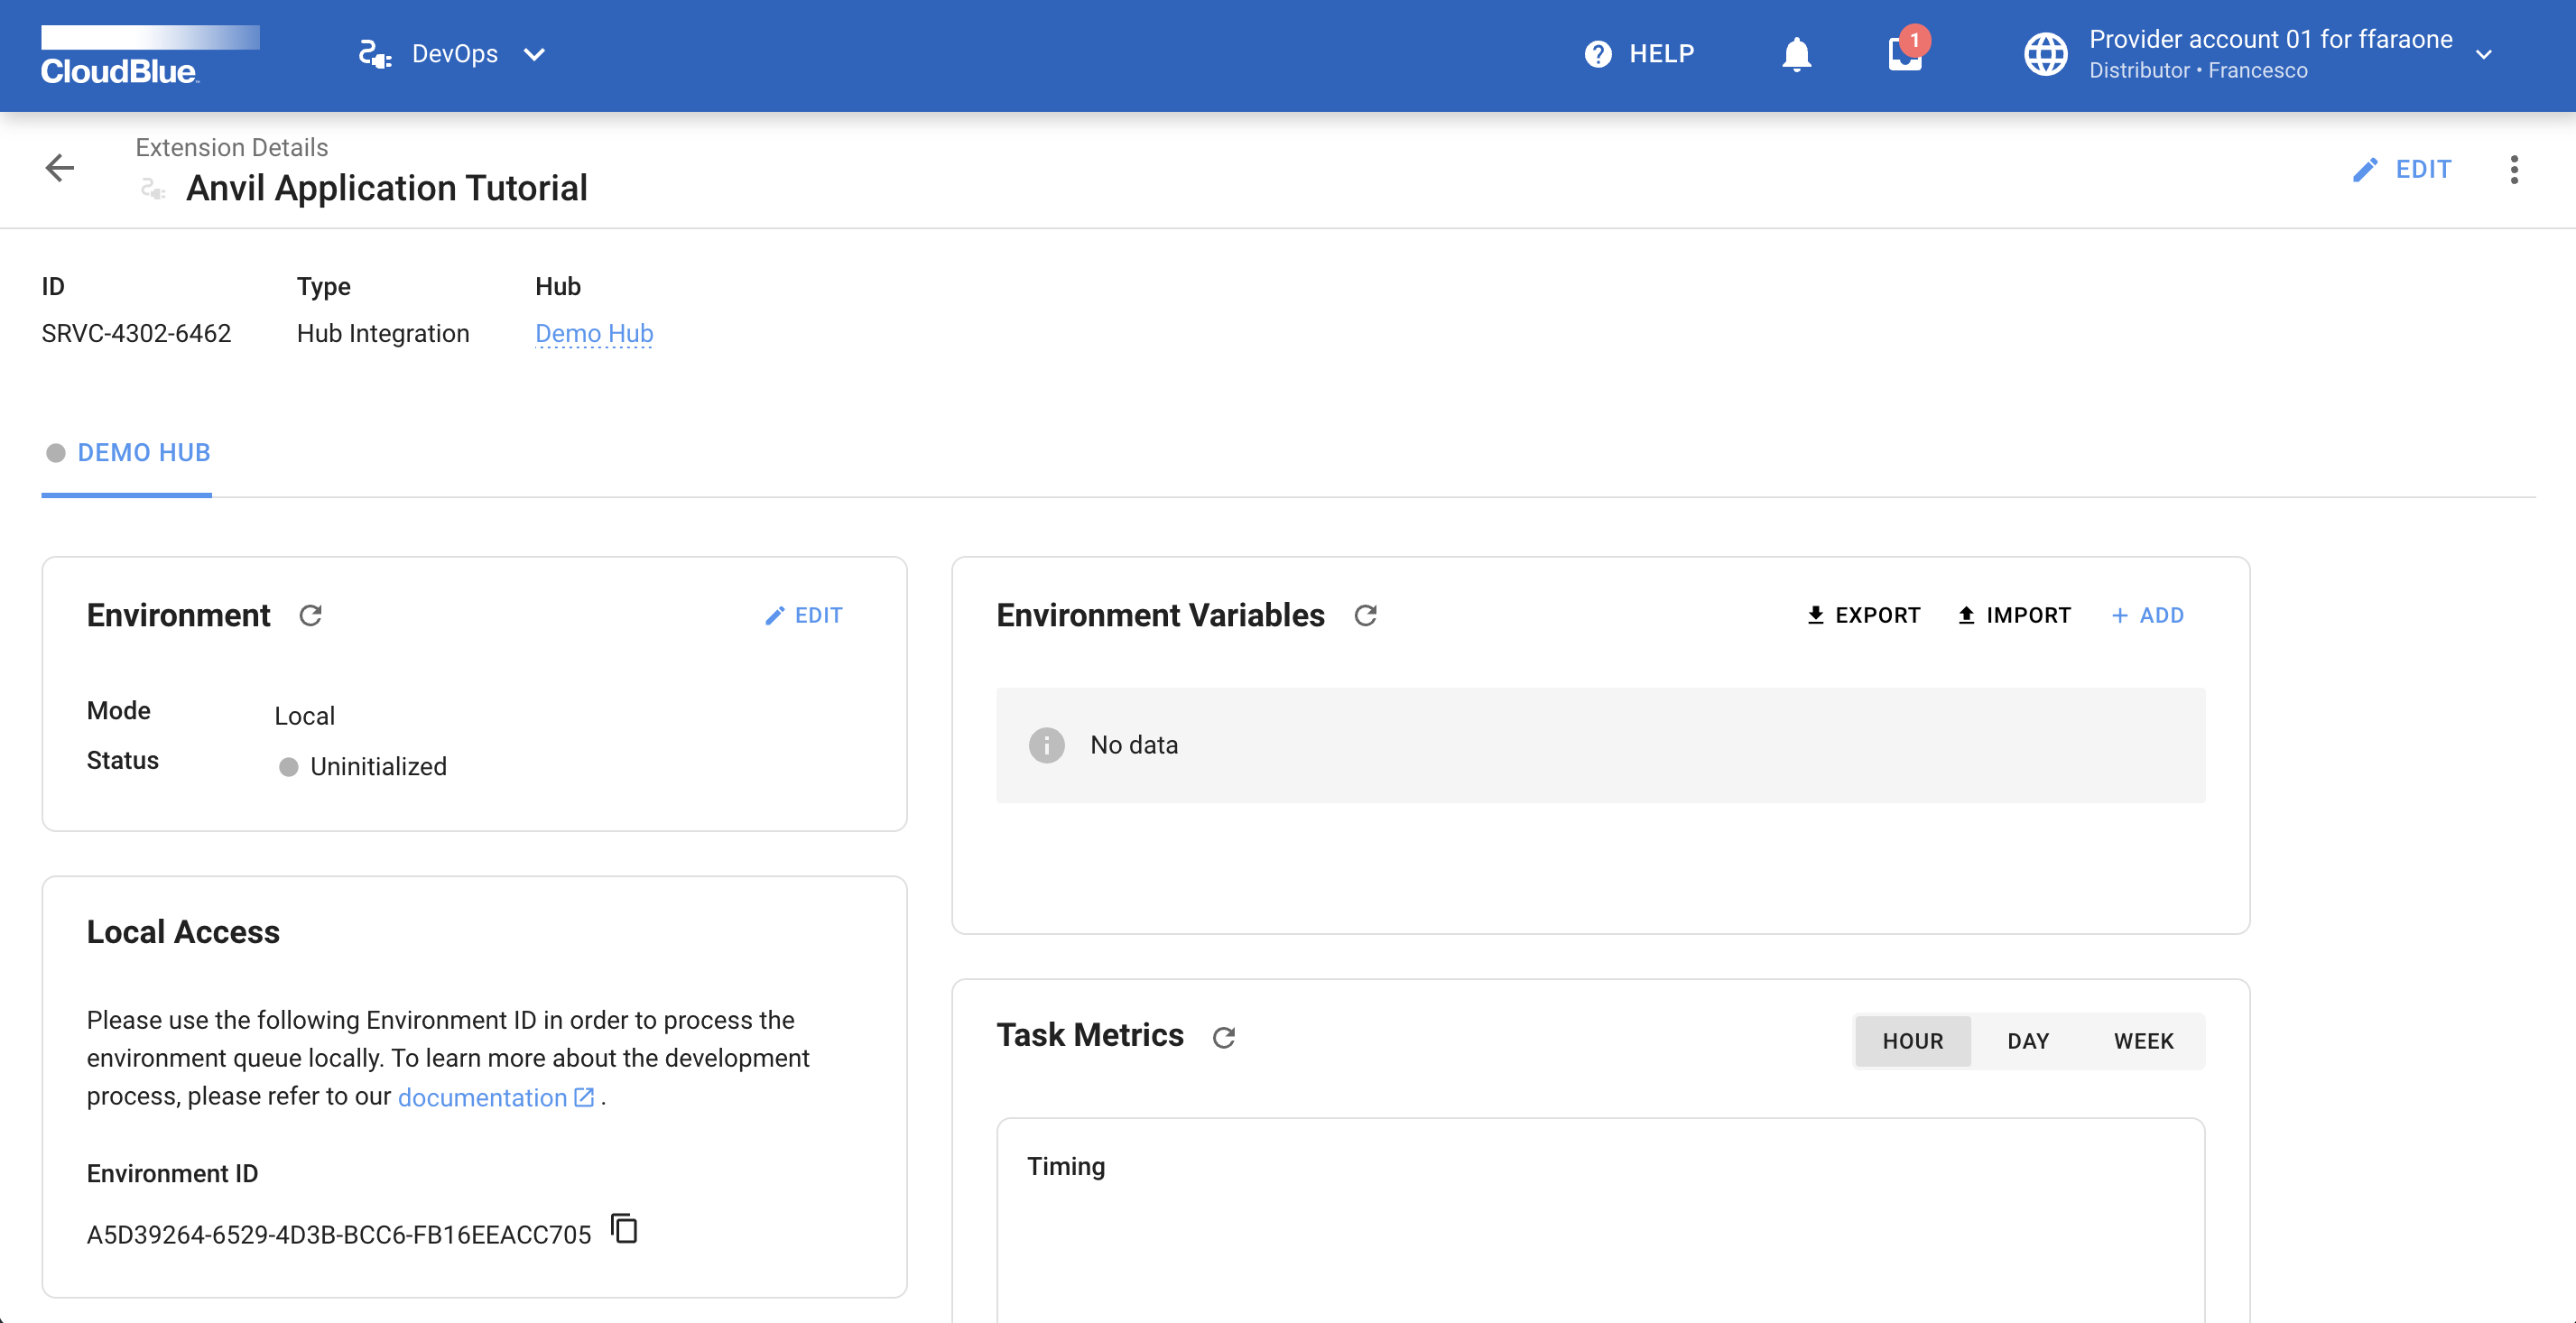 CloudBlue
DevOps
HELP
1
Provider account 01 for ffaraone
Distributor • Francesco
Extension Details
Anvil Application Tutorial
EDIT
ID
Type
Hub
SRVC-4302-6462
Hub Integration
Demo Hub
DEMO HUB
Environment
EDIT
Mode
Local
Status
Uninitialized
Environment Variables
EXPORT
IMPORT
+ ADD
No data
Local Access
Please use the following Environment ID in order to process the
environment queue locally. To learn more about the development
process, please refer to our documentation .
Environment ID
A5D39264-6529-4D3B-BCC6-FB16EEACC705
Task Metrics
HOUR
DAY
WEEK
Timing